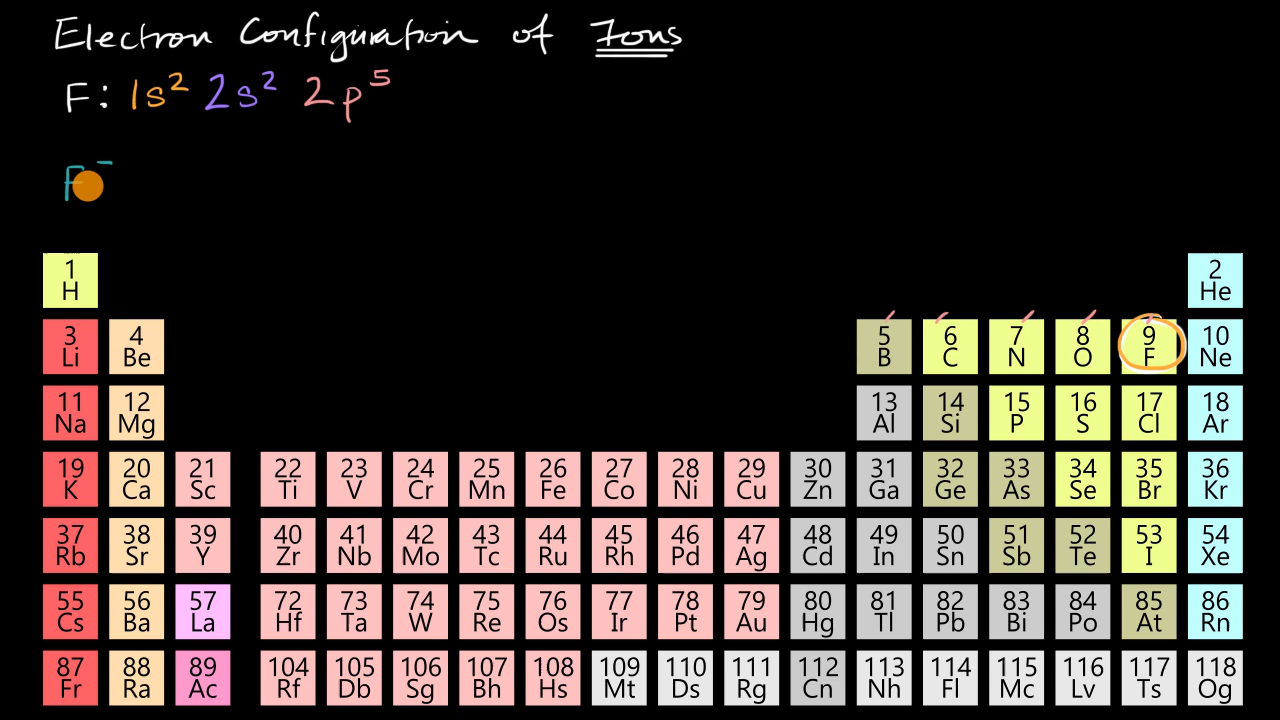 Electron Configuration of Ions
F: 1s² 2s² 2p⁵
F⁻
1 2
H He
3 4 5 6 7 8 9 10
Li Be B C N O F Ne
11 12 13 14 15 16 17 18
Na Mg Al Si P S Cl Ar
19 20 21 22 23 24 25 26 27 28 29 30 31 32 33 34 35 36
K Ca Sc Ti V Cr Mn Fe Co Ni Cu Zn Ga Ge As Se Br Kr
37 38 39 40 41 42 43 44 45 46 47 48 49 50 51 52 53 54
Rb Sr Y Zr Nb Mo Tc Ru Rh Pd Ag Cd In Sn Sb Te I Xe
55 56 57 72 73 74 75 76 77 78 79 80 81 82 83 84 85 86
Cs Ba La Hf Ta W Re Os Ir Pt Au Hg Tl Pb Bi Po At Rn
87 88 89 104 105 106 107 108 109 110 111 112 113 114 115 116 117 118
Fr Ra Ac Rf Db Sg Bh Hs Mt Ds Rg Cn Nh Fl Mc Lv Ts Og